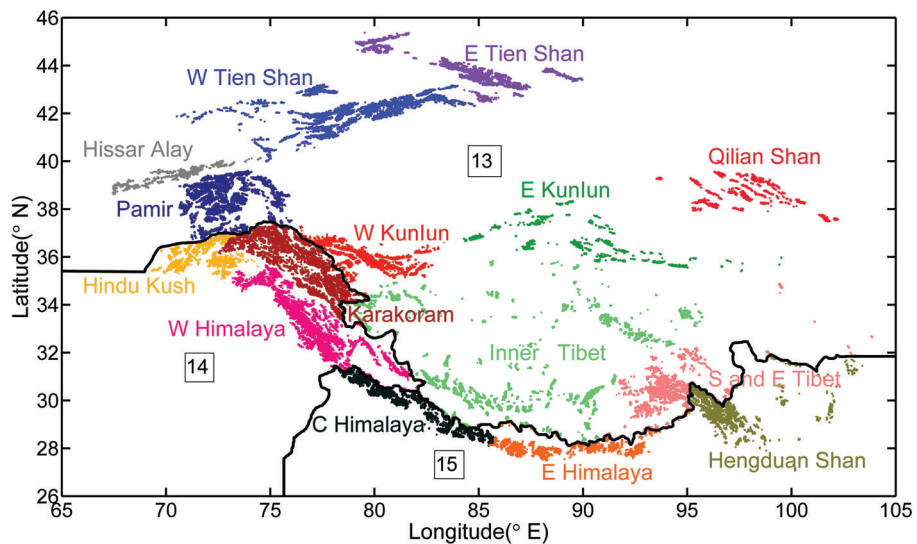 46
44
42
40
38
36
34
32
30
28
26
Latitude(° N)
E Tien Shan
W Tien Shan
Hissar Alay
13
Qilian Shan
E Kunlun
Pamir
W Kunlun
Hindu Kush
Karakoram
W Himalaya
14
Inner Tibet
S and E Tibet
C Himalaya
15
E Himalaya
Hengduan Shan
65 70 75 80 85 90 95 100 105
Longitude(° E)